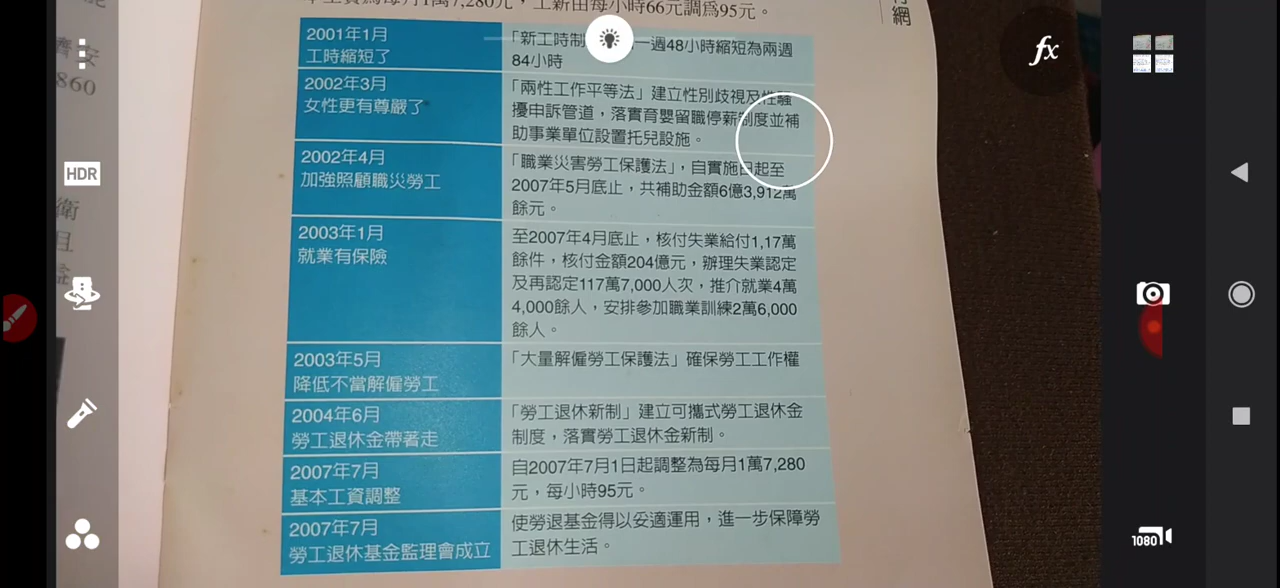 本工資為每月1萬7,280元，工新由每小時66元調為95元。
行網
濟安
860
衛
且
HDR
fx
1080
2001年1月
工時縮短了
「新工時制
一週48小時縮短為兩週
84小時
2002年3月
女性更有尊嚴了
「兩性工作平等法」建立性別歧視及性騷
擾申訴管道，落實育嬰留職停薪制度並補
助事業單位設置托兒設施。
2002年4月
加強照顧職災勞工
「職業災害勞工保護法」，自實施日起至
2007年5月底止，共補助金額6億3,912萬
餘元。
2003年1月
就業有保險
至2007年4月底止，核付失業給付1,17萬
餘件，核付金額204億元，辦理失業認定
及再認定117萬7,000人次，推介就業4萬
4,000餘人，安排參加職業訓練2萬6,000
餘人。
2003年5月
降低不當解僱勞工
「大量解僱勞工保護法」確保勞工工作權
2004年6月
勞工退休金帶著走
「勞工退休新制」建立可攜式勞工退休金
制度，落實勞工退休金新制。
2007年7月
基本工資調整
自2007年7月1日起調整為每月1萬7,280
元，每小時95元。
2007年7月
勞工退休基金監理會成立
使勞退基金得以妥適運用，進一步保障勞
工退休生活。